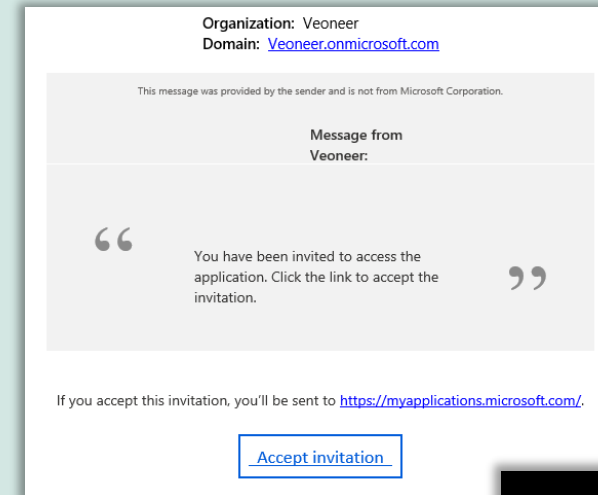 Organization: Veoneer
Domain: Veoneer.onmicrosoft.com
This message was provided by the sender and is not from Microsoft Corporation.
Message from
Veoneer:
“
You have been invited to access the
application. Click the link to accept the
invitation.
”
If you accept this invitation, you’ll be sent to https://myapplications.microsoft.com/.
Accept invitation